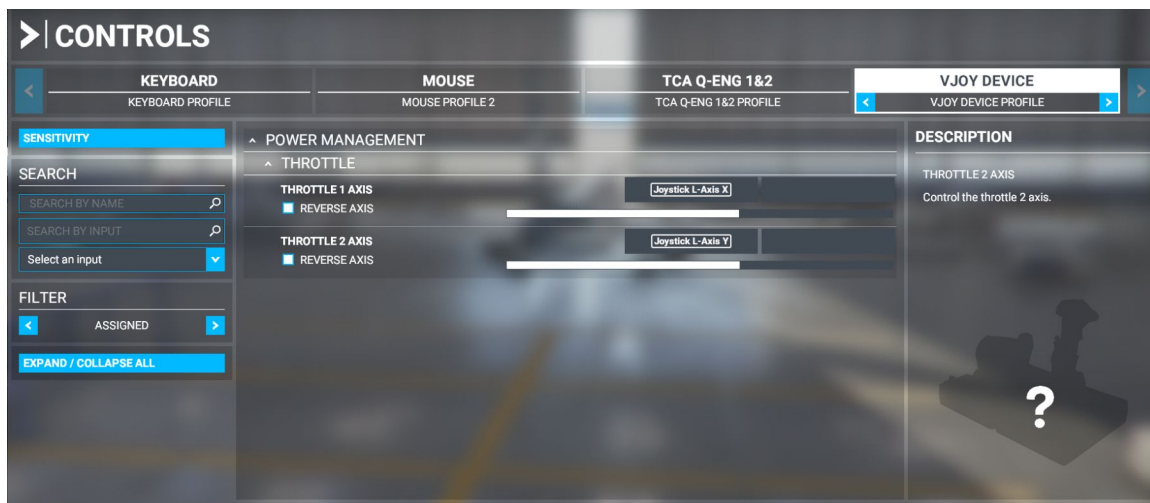 CONTROLS
KEYBOARD
KEYBOARD PROFILE
MOUSE
MOUSE PROFILE 2
TCA Q-ENG 1&2
TCA Q-ENG 1&2 PROFILE
VJOY DEVICE
VJOY DEVICE PROFILE
SENSITIVITY
SEARCH
SEARCH BY NAME
SEARCH BY INPUT
Select an input
FILTER
ASSIGNED
EXPAND / COLLAPSE ALL
POWER MANAGEMENT
THROTTLE
THROTTLE 1 AXIS
Joystick L-Axis X
REVERSE AXIS
THROTTLE 2 AXIS
Joystick L-Axis Y
REVERSE AXIS
DESCRIPTION
THROTTLE 2 AXIS
Control the throttle 2 axis.
?